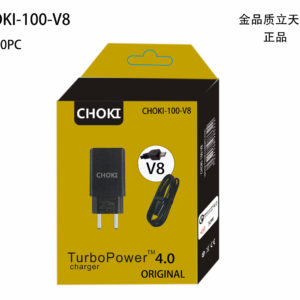 OKI-100-V8
0PC
金品质立天
正品
CHOKI
CHOKI-100-V8
V8
CHOKI
TurboPower™ 4.0
charger
ORIGINAL